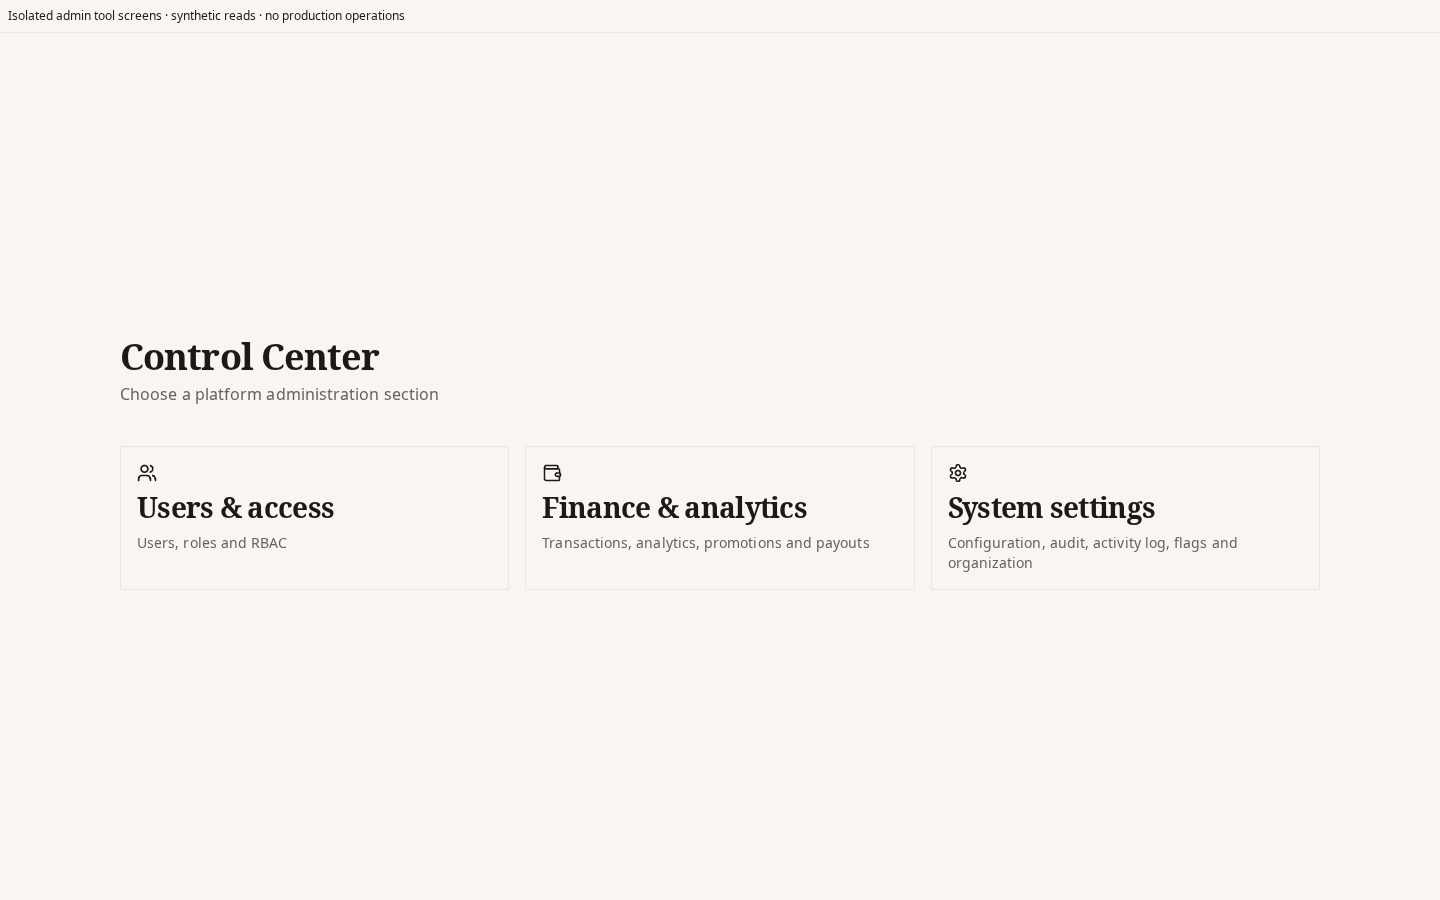 Isolated admin tool screens · synthetic reads · no production operations
Control Center
Choose a platform administration section
Users & access
Users, roles and RBAC
Finance & analytics
Transactions, analytics, promotions and payouts
System settings
Configuration, audit, activity log, flags and
organization